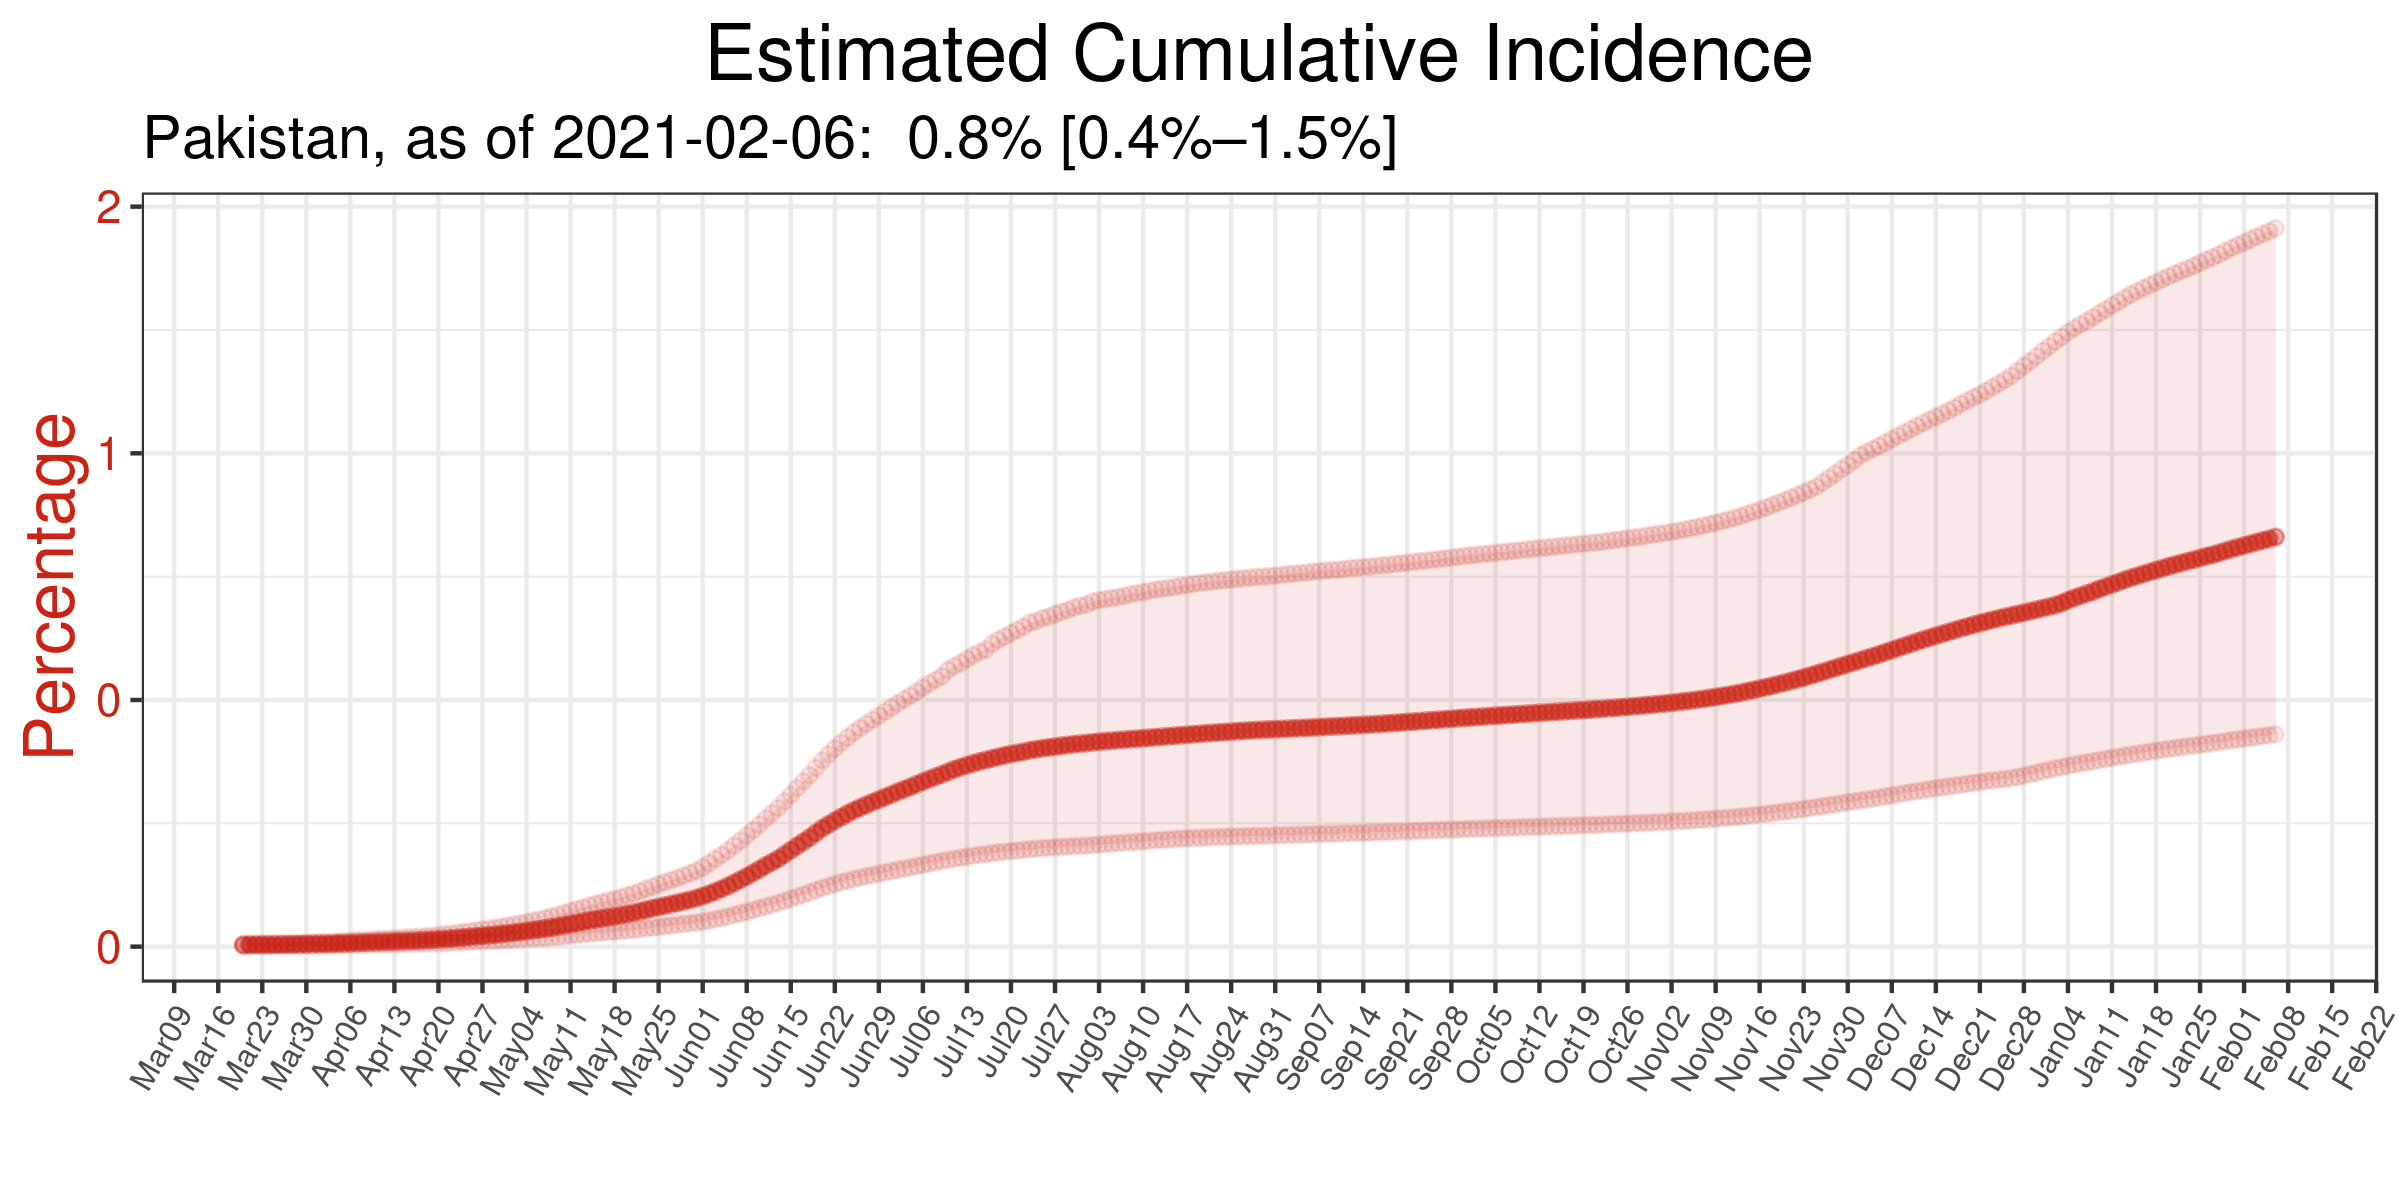 Estimated Cumulative Incidence
Pakistan, as of 2021-02-06:  0.8% [0.4%–1.5%]
Percentage
2
1
0
0
Mar09
Mar16
Mar23
Mar30
Apr06
Apr13
Apr20
Apr27
May04
May11
May18
May25
Jun01
Jun08
Jun15
Jun22
Jun29
Jul06
Jul13
Jul20
Jul27
Aug03
Aug10
Aug17
Aug24
Aug31
Sep07
Sep14
Sep21
Sep28
Oct05
Oct12
Oct19
Oct26
Nov02
Nov09
Nov16
Nov23
Nov30
Dec07
Dec14
Dec21
Dec28
Jan04
Jan11
Jan18
Jan25
Feb01
Feb08
Feb15
Feb22